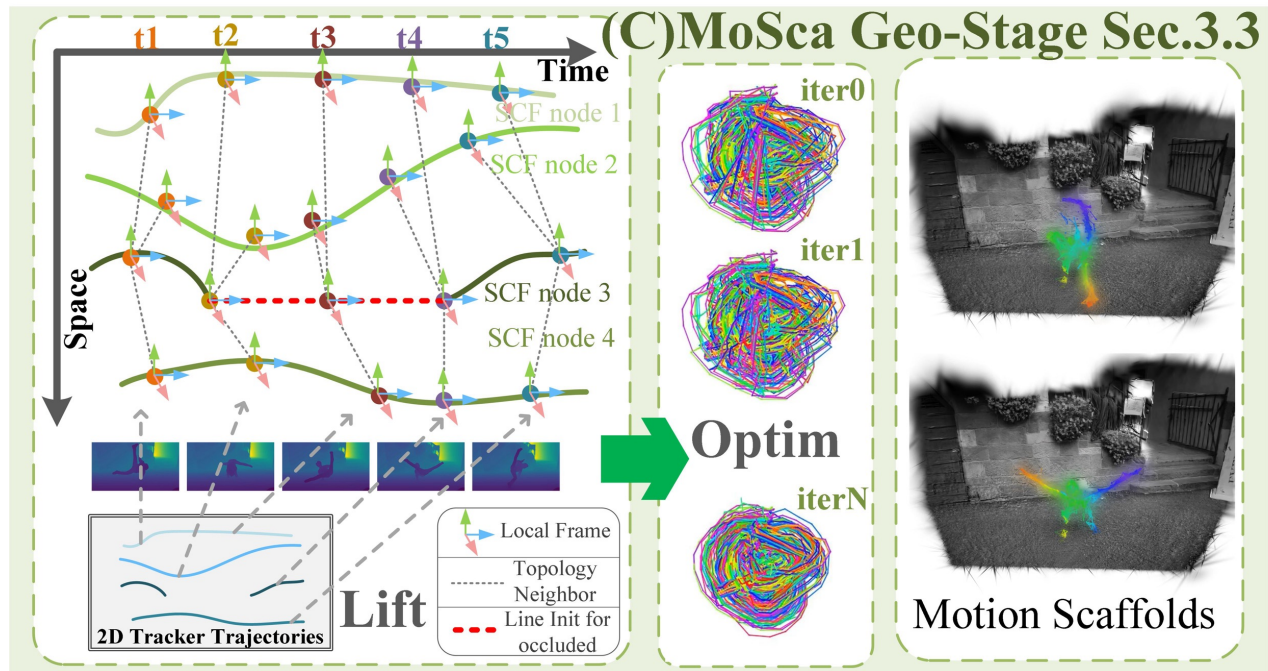 (C)MoSca Geo-Stage Sec.3.3
t1 t2 t3 t4 t5
Time
Space
SCF node 1
SCF node 2
SCF node 3
SCF node 4
2D Tracker Trajectories
Lift
Local Frame
Topology
Neighbor
Line Init for
occluded
iter0
iter1
Optim
iterN
Motion Scaffolds